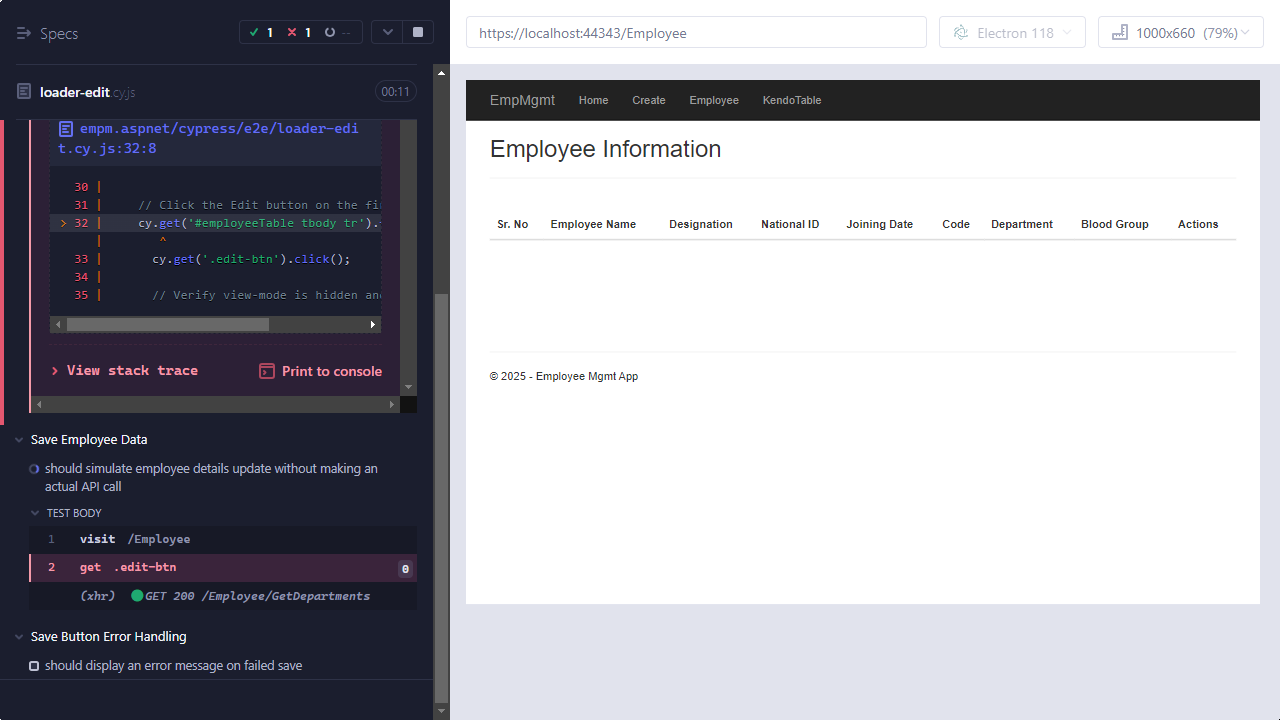 Specs
1
1
--
loader-edit.cy.js
00:11
empm.aspnet/cypress/e2e/loader-edi
t.cy.js:32:8
30 |
31 | // Click the Edit button on the
> 32 | cy.get('#employeeTable tbody tr').
| ^
33 | cy.get('.edit-btn').click();
34 |
35 | // Verify view-mode is hidden
> View stack trace
Print to console
Save Employee Data
should simulate employee details update without making an
actual API call
TEST BODY
1 visit /Employee
2 get .edit-btn 0
(xhr) GET 200 /Employee/GetDepartments
Save Button Error Handling
should display an error message on failed save
https://localhost:44343/Employee
Electron 118
1000x660 (79%)
EmpMgmt Home Create Employee KendoTable
Employee Information
Sr. No Employee Name Designation National ID Joining Date Code Department Blood Group Actions
© 2025 - Employee Mgmt App